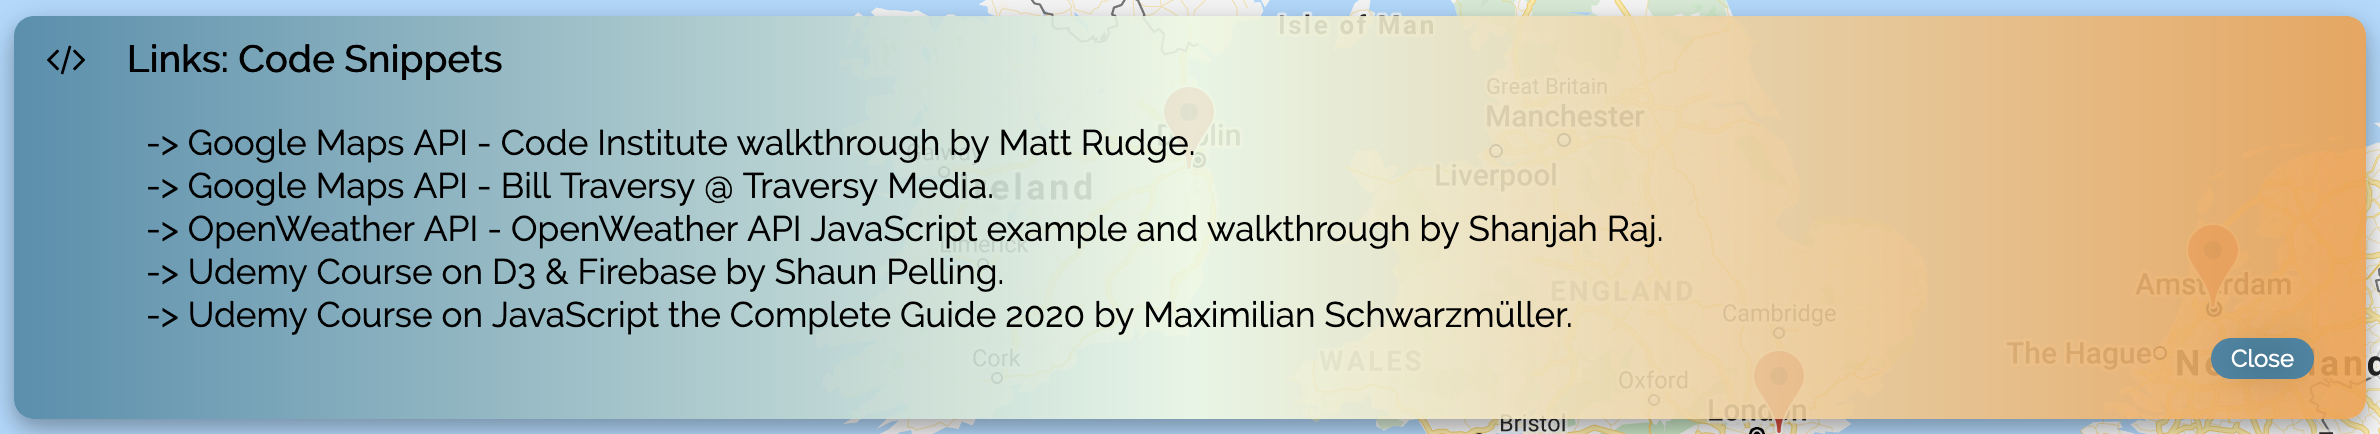 Isle of Man
</> Links: Code Snippets
Great Britain
Manchester
-> Google Maps API - Code Institute walkthrough by Matt Rudge.
Liverpool
-> Google Maps API - Bill Traversy @ Traversy Media.
-> OpenWeather API - OpenWeather API JavaScript example and walkthrough by Shanjah Raj.
Limerick
-> Udemy Course on D3 & Firebase by Shaun Pelling.
Amsterdam
ENGLAND
-> Udemy Course on JavaScript the Complete Guide 2020 by Maximilian Schwarzmüller.
Cambridge
Cork
WALES
The Hague
Close
Oxford
London
Bristol